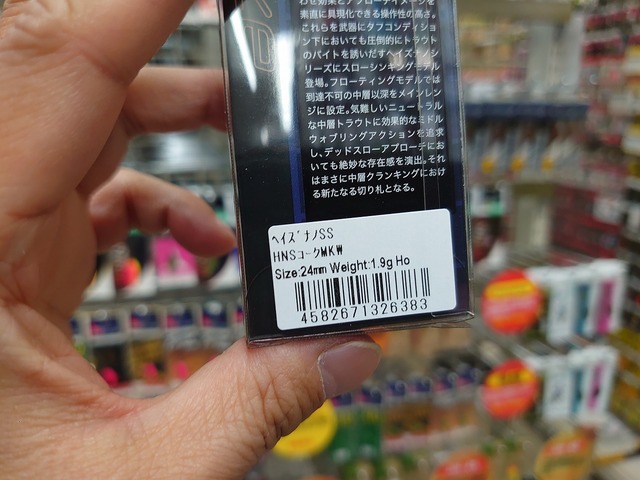 わせ効果とアプローチイメージを
素直に具現化できる操作性の高さ。
これらを武器にタフコンディショ
ン下においても圧倒的にトラウト
のバイトを誘いだすヘイズナノシ
リーズにスローシンキングモデル
登場。フローティングモデルでは
到達不可の中層以深をメインレン
ジに設定。気難しいニュートラル
な中層トラウトに効果的なミドル
ウォブリングアクションを追求
し、デッドスローアプローチにお
いても絶妙な存在感を演出。それ
はまさに中層クランキングにおけ
る新たなる切り札となる。
ヘイズナノSS
HNSコークMKW
Size:24mm Weight:1.9g Ho
4582671326383